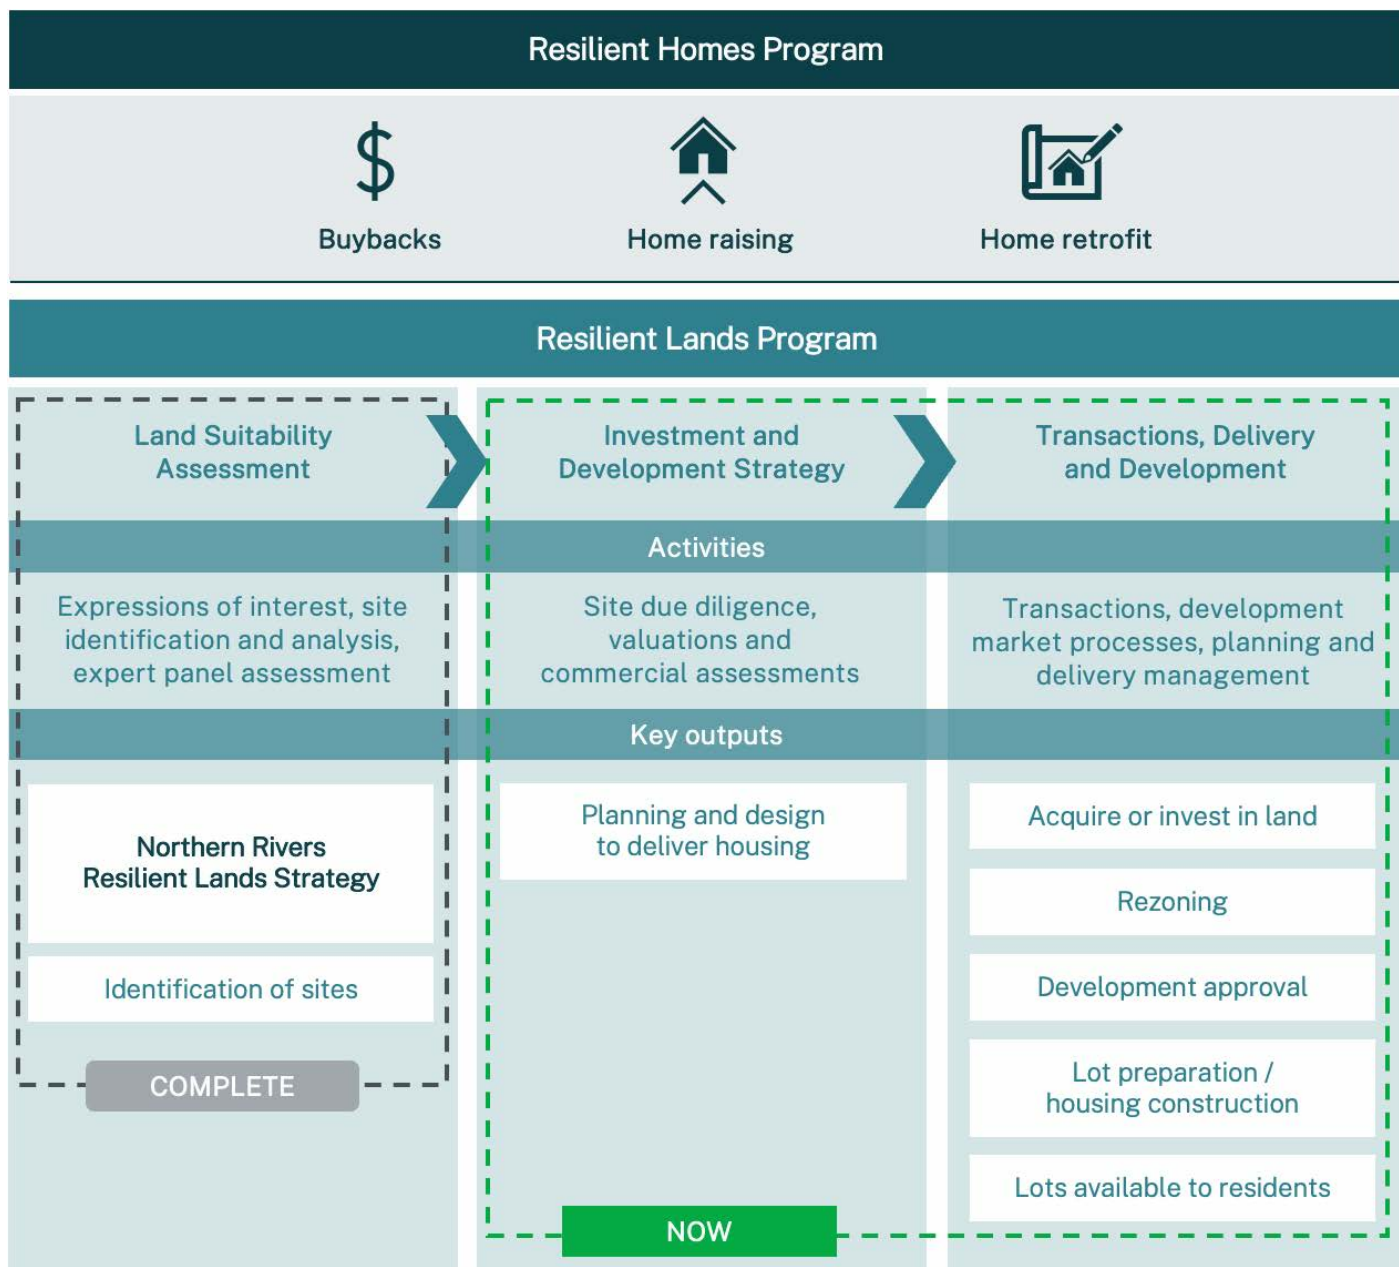 Resilient Homes Program
Buybacks
Home raising
Home retrofit
Resilient Lands Program
Land Suitability
Assessment
Investment and
Development Strategy
Transactions, Delivery
and Development
Activities
Expressions of interest, site
identification and analysis,
expert panel assessment
Site due diligence,
valuations and
commercial assessments
Transactions, development
market processes, planning and
delivery management
Key outputs
Northern Rivers
Resilient Lands Strategy
Identification of sites
COMPLETE
Planning and design
to deliver housing
NOW
Acquire or invest in land
Rezoning
Development approval
Lot preparation /
housing construction
Lots available to residents